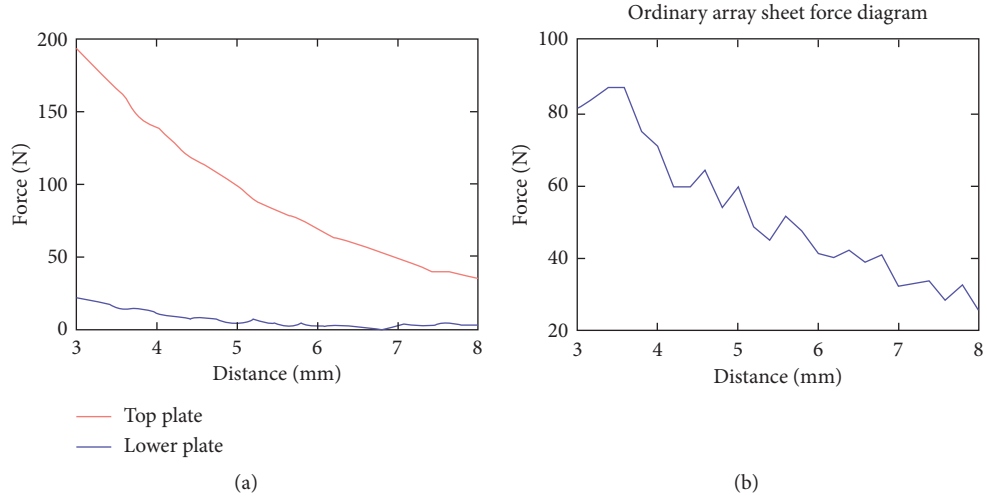 200
150
100
50
0
Force (N)
3 4 5 6 7 8
Distance (mm)
Top plate
Lower plate
(a)
Ordinary array sheet force diagram
100
80
60
40
20
Force (N)
3 4 5 6 7 8
Distance (mm)
(b)